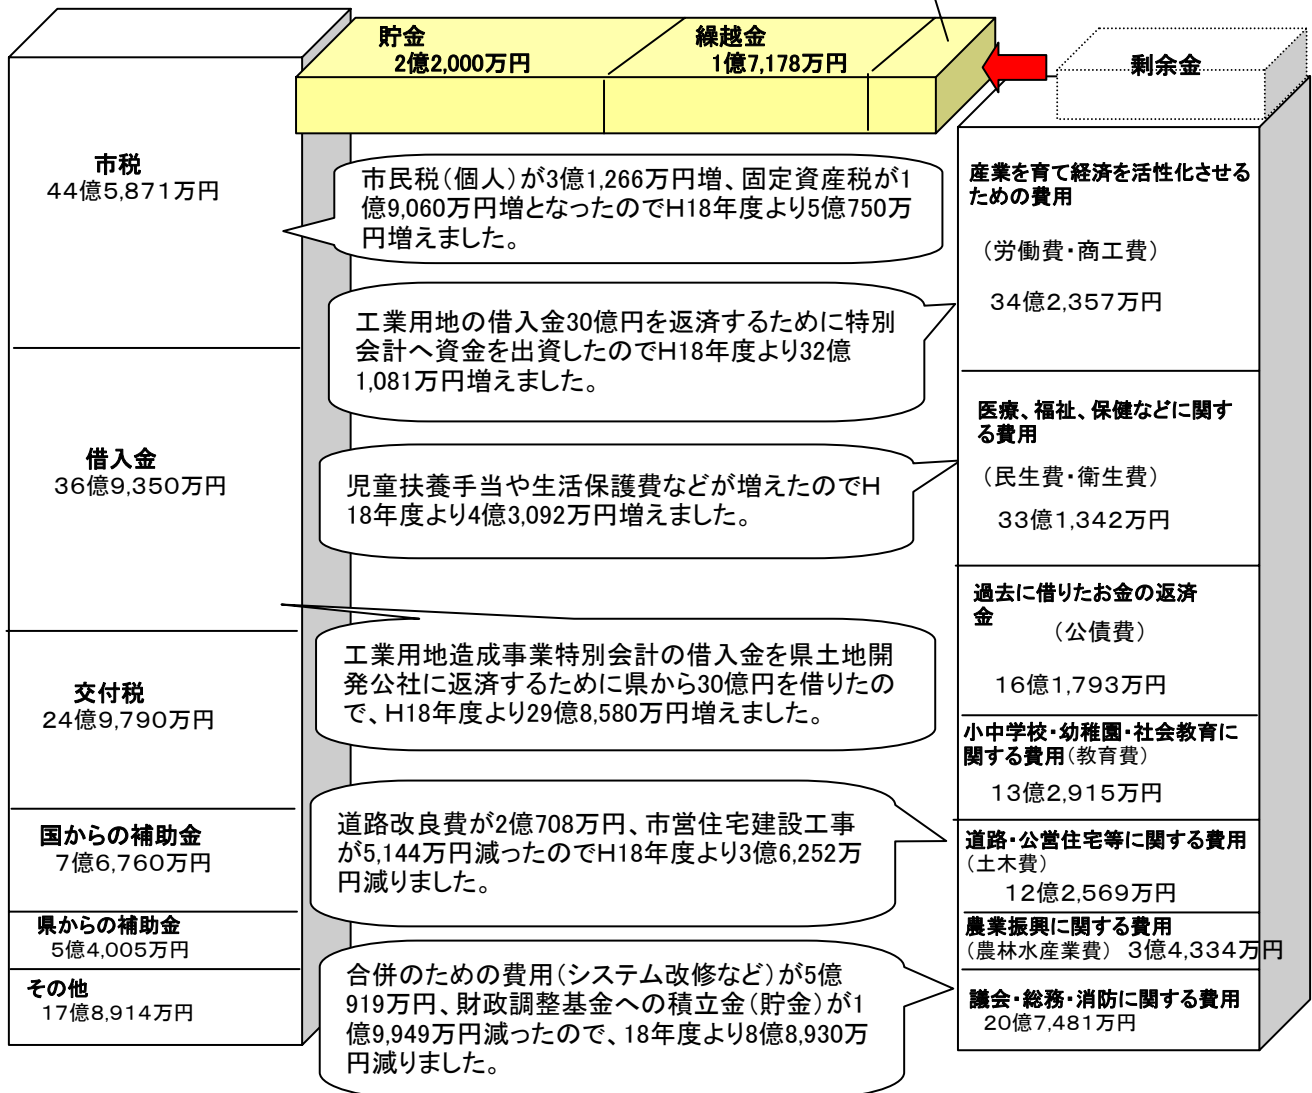 貯金
2億2,000万円
繰越金
1億7,178万円
剰余金
市税
44億5,871万円
借入金
36億9,350万円
交付税
24億9,790万円
国からの補助金
7億6,760万円
県からの補助金
5億4,005万円
その他
17億8,914万円
市民税(個人)が3億1,266万円増、固定資産税が1
億9,060万円増となったのでH18年度より5億750万
円増えました。
工業用地の借入金30億円を返済するために特別
会計へ資金を出資したのでH18年度より32億
1,081万円増えました。
児童扶養手当や生活保護費などが増えたのでH
18年度より4億3,092万円増えました。
工業用地造成事業特別会計の借入金を県土地開
発公社に返済するために県から30億円を借りたの
で、H18年度より29億8,580万円増えました。
道路改良費が2億708万円、市営住宅建設工事
が5,144万円減ったのでH18年度より3億6,252万
円減りました。
合併のための費用(システム改修など)が5億
919万円、財政調整基金への積立金(貯金)が1
億9,949万円減ったので、18年度より8億8,930万
円減りました。
産業を育て経済を活性化させる
ための費用
(労働費・商工費)
34億2,357万円
医療、福祉、保健などに関す
る費用
(民生費・衛生費)
33億1,342万円
過去に借りたお金の返済
金
(公債費)
16億1,793万円
小中学校・幼稚園・社会教育に
関する費用(教育費)
13億2,915万円
道路・公営住宅等に関する費用
(土木費)
12億2,569万円
農業振興に関する費用
(農林水産業費) 3億4,334万円
議会・総務・消防に関する費用
20億7,481万円